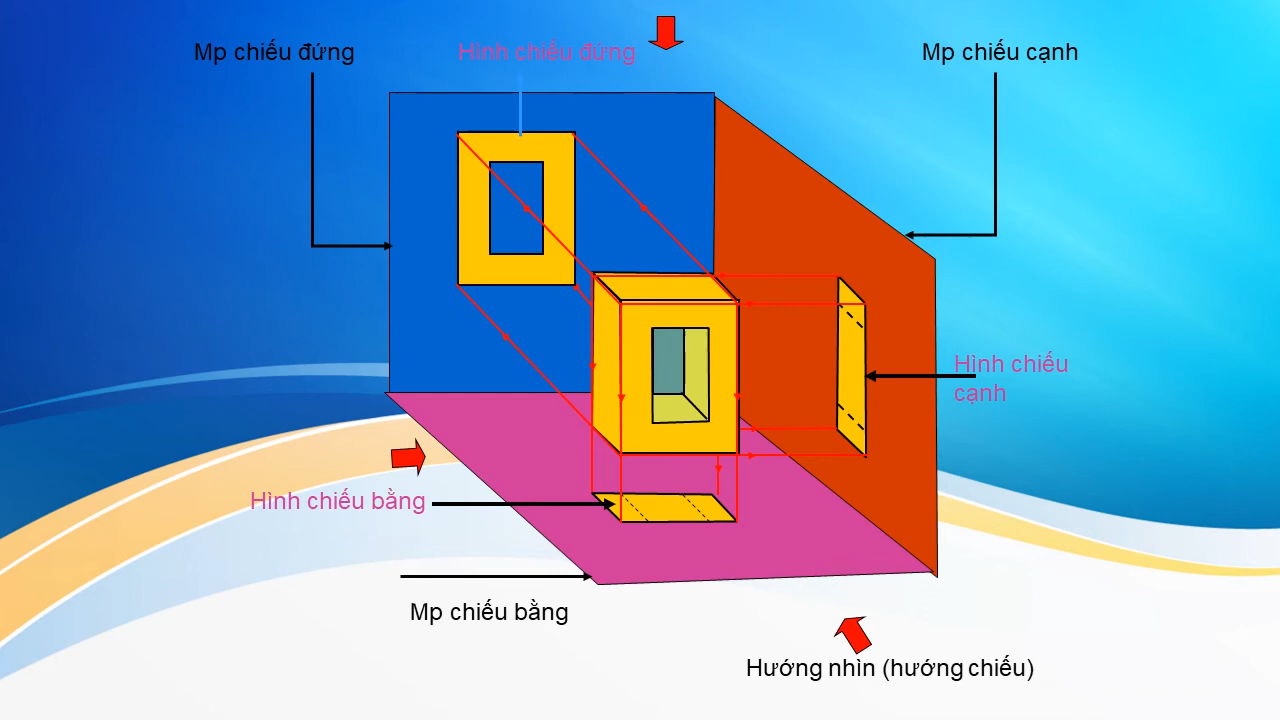 Mp chiếu đứng
Hình chiếu đứng
Mp chiếu cạnh
Hình chiếu
cạnh
Hình chiếu bằng
Mp chiếu bằng
Hướng nhìn (hướng chiếu)